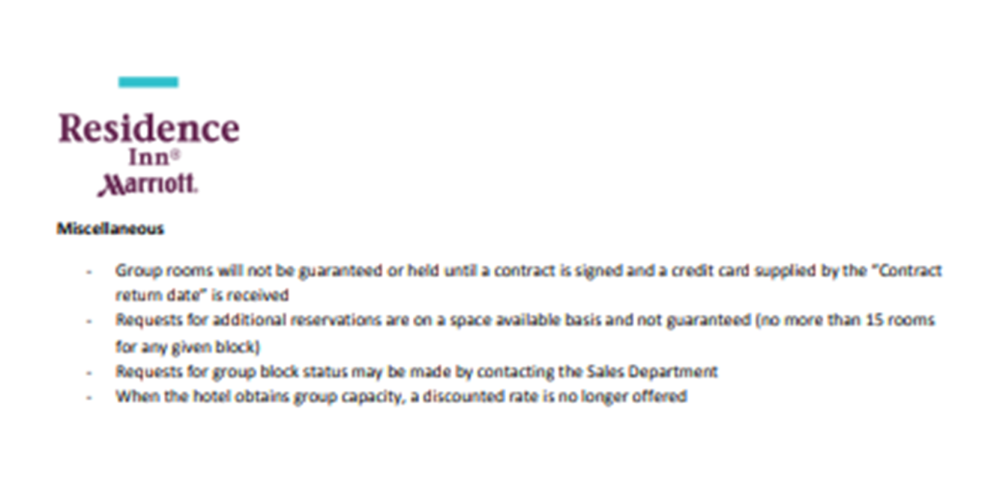 Residence
Inn®
Marriott.
Miscellaneous
- Group rooms will not be guaranteed or held until a contract is signed and a credit card supplied by the "Contract
return date" is received
- Requests for additional reservations are on a space available basis and not guaranteed (no more than 15 rooms
for any given block)
- Requests for group block status may be made by contacting the Sales Department
- When the hotel obtains group capacity, a discounted rate is no longer offered